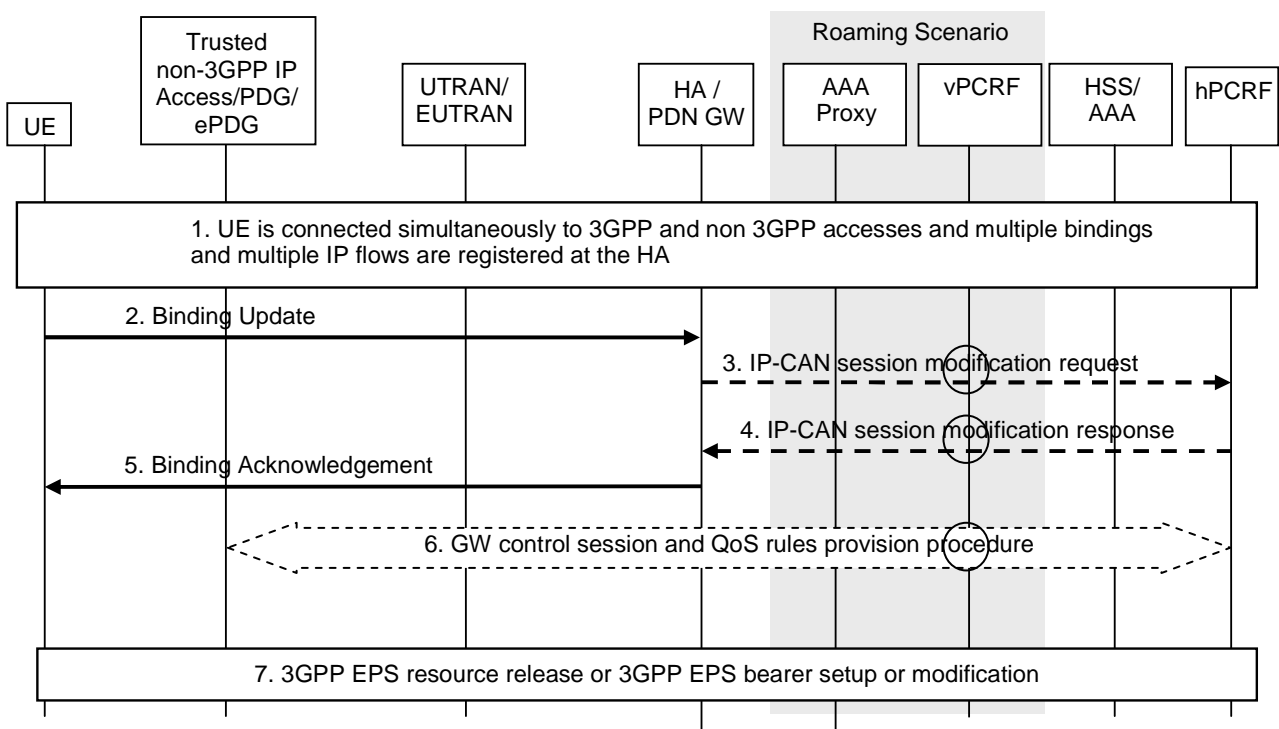 Roaming Scenario
UE
Trusted
non-3GPP IP
Access/PDG/
ePDG
UTRAN/
EUTRAN
HA /
PDN GW
AAA
Proxy
vPCRF
HSS/
AAA
hPCRF
1. UE is connected simultaneously to 3GPP and non 3GPP accesses and multiple bindings
and multiple IP flows are registered at the HA
2. Binding Update
3. IP-CAN session modification request
4. IP-CAN session modification response
5. Binding Acknowledgement
6. GW control session and QoS rules provision procedure
7. 3GPP EPS resource release or 3GPP EPS bearer setup or modification